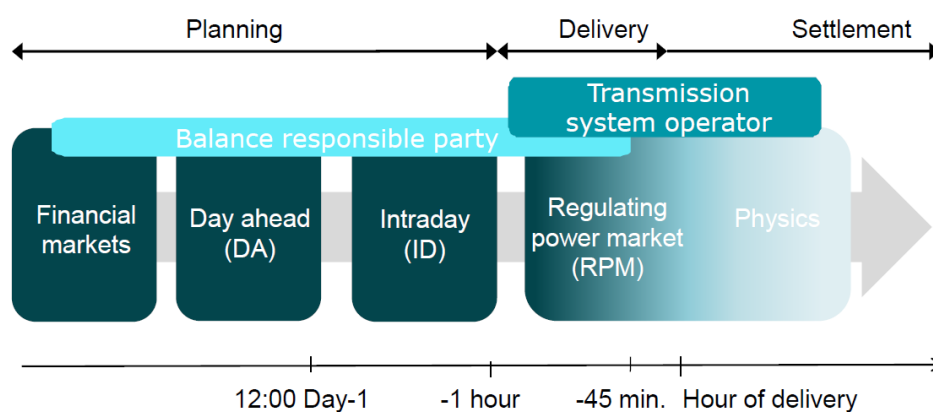 Planning
Delivery
Settlement
Transmission
system operator
Balance responsible party
Financial
markets
Day ahead
(DA)
Intraday
(ID)
Regulating
power market
(RPM)
Physics
12:00 Day-1
-1 hour
-45 min.
Hour of delivery